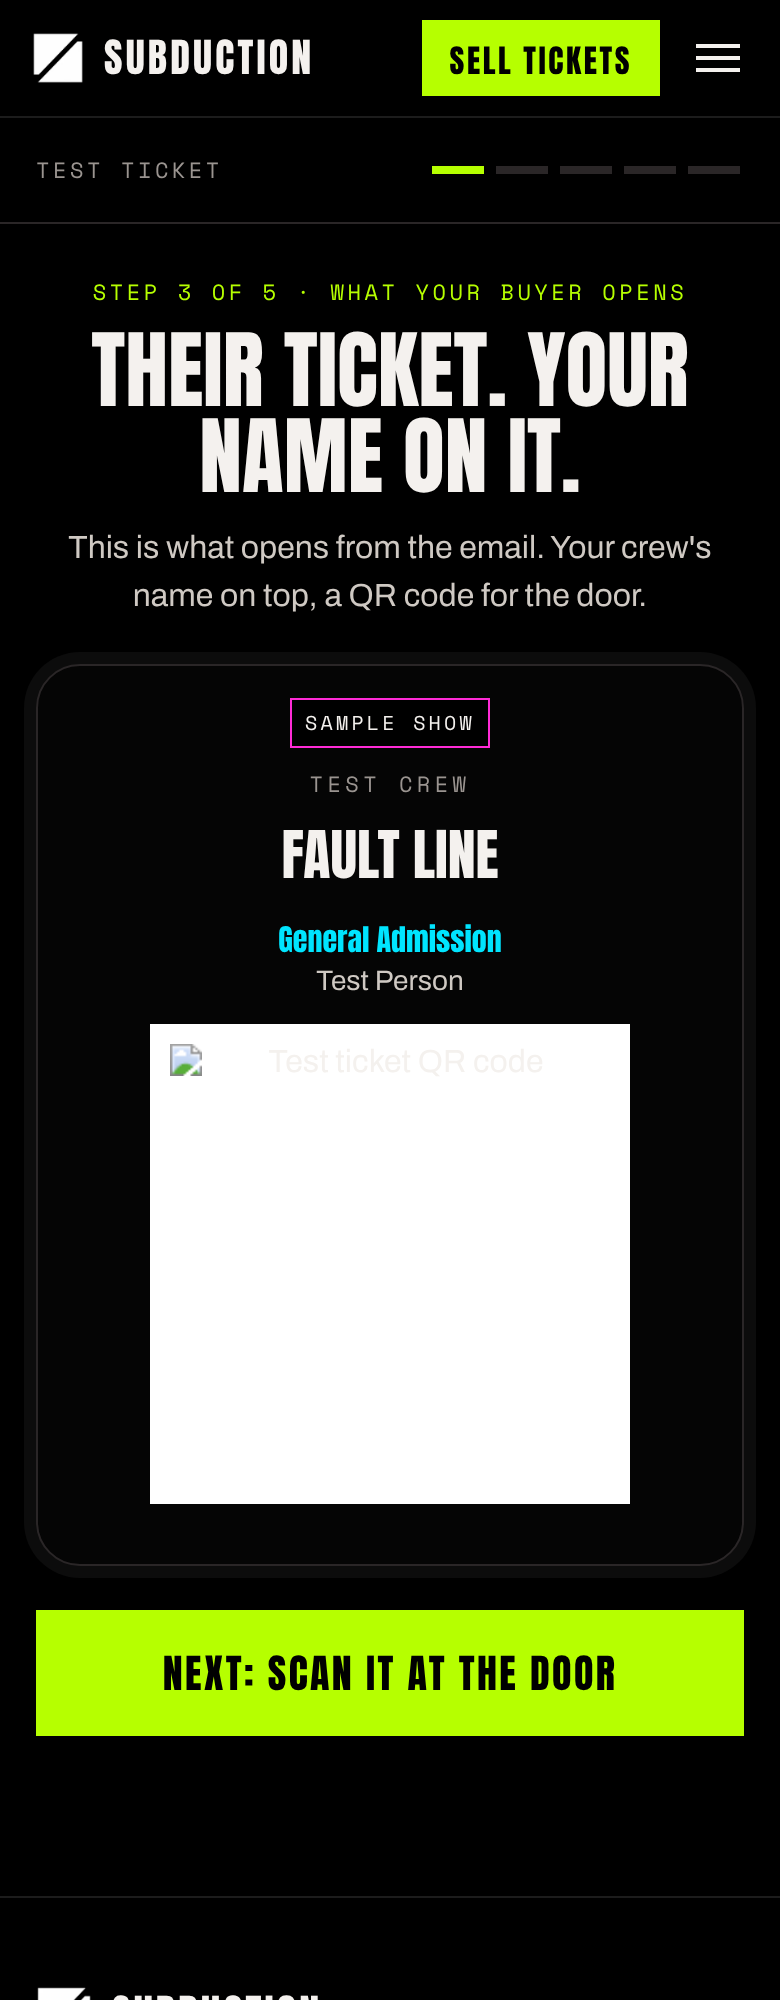 SUBDUCTION
SELL TICKETS
TEST TICKET
STEP 3 OF 5 · WHAT YOUR BUYER OPENS
THEIR TICKET. YOUR
NAME ON IT.
This is what opens from the email. Your crew's
name on top, a QR code for the door.
SAMPLE SHOW
TEST CREW
FAULT LINE
General Admission
Test Person
Test ticket QR code
NEXT: SCAN IT AT THE DOOR